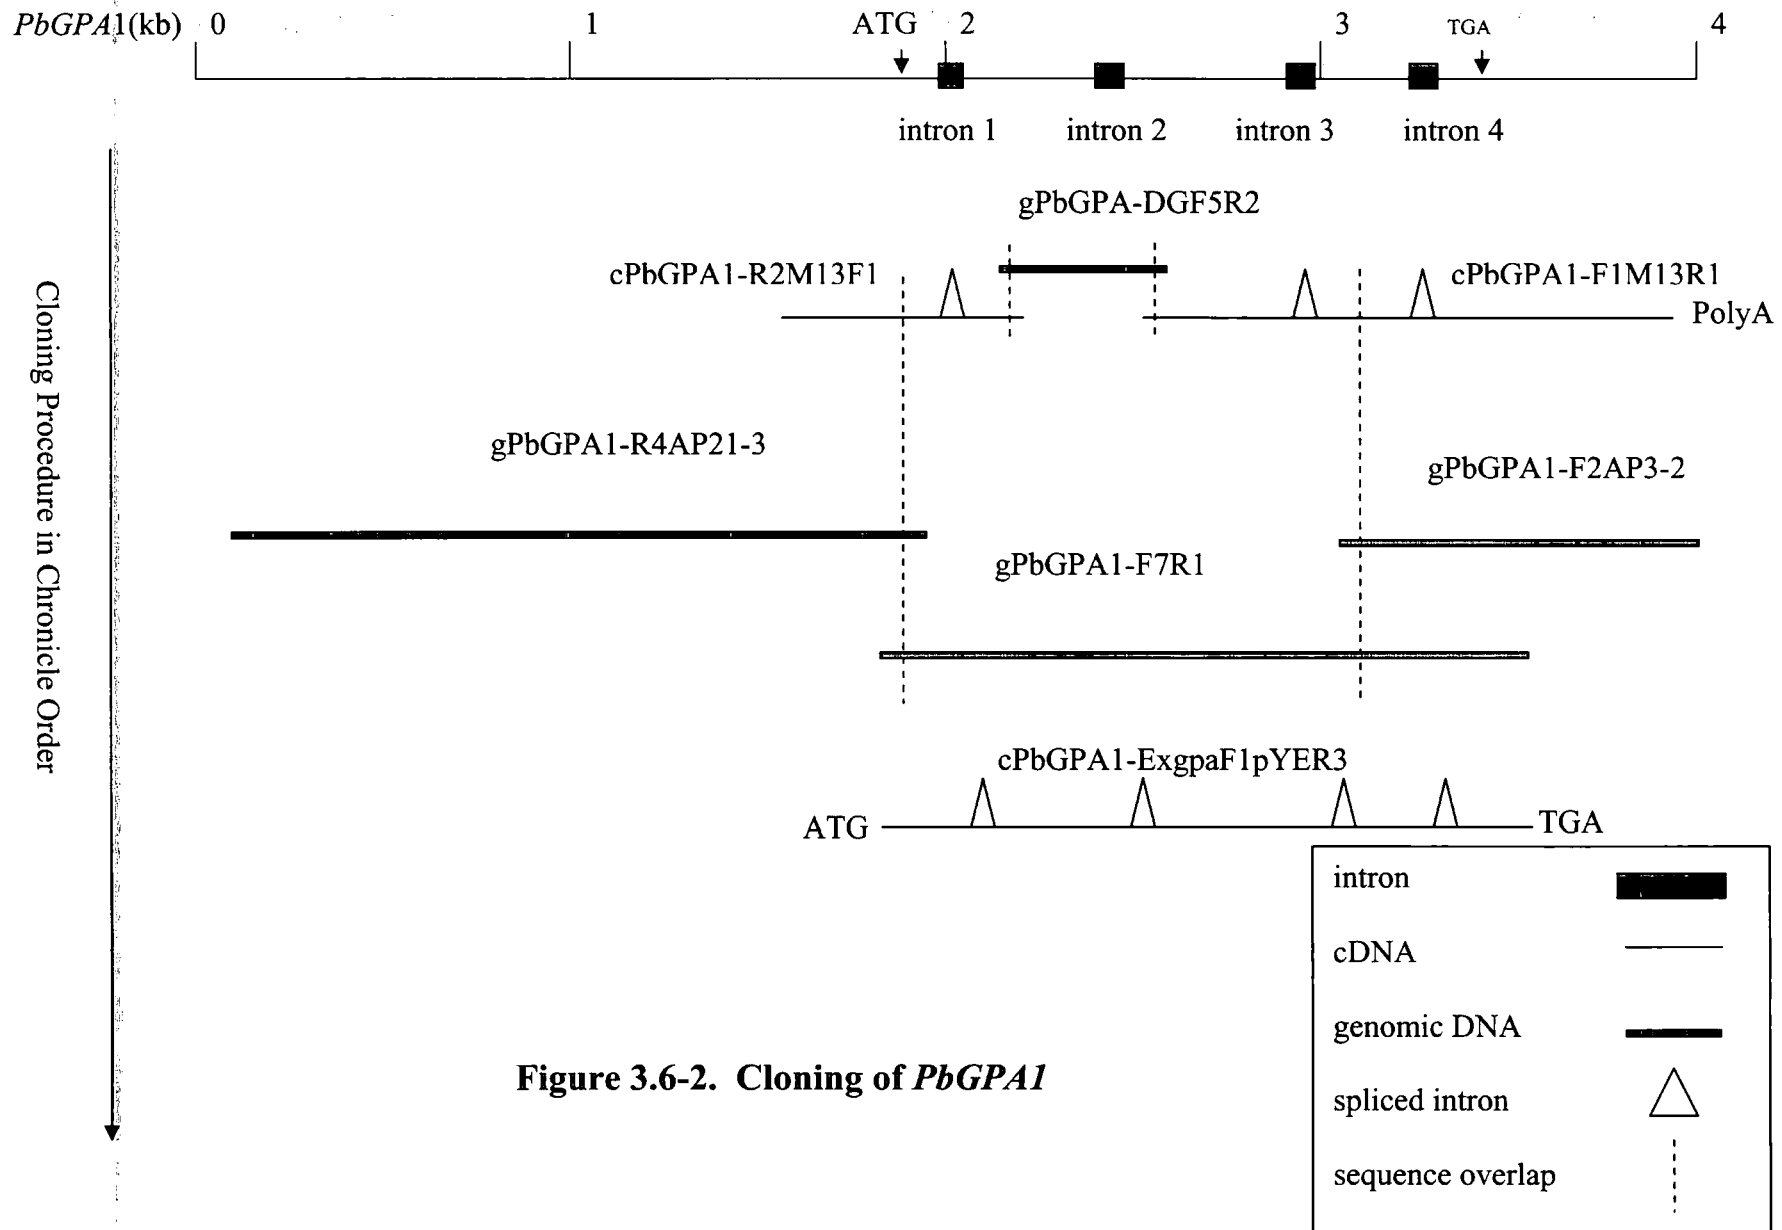 PbGPA1(kb) 0 1 ATG 2 3 TGA 4
intron 1 intron 2 intron 3 intron 4
gPbGPA-DGF5R2
cPbGPA1-R2M13F1 cPbGPA1-F1M13R1
PolyA
gPbGPA1-R4AP21-3
gPbGPA1-F2AP3-2
gPbGPA1-F7R1
cPbGPA1-ExgpaF1pYER3
ATG TGA
Cloning Procedure in Chronicle Order
intron
cDNA
genomic DNA
spliced intron
sequence overlap
Figure 3.6-2. Cloning of PbGPA1